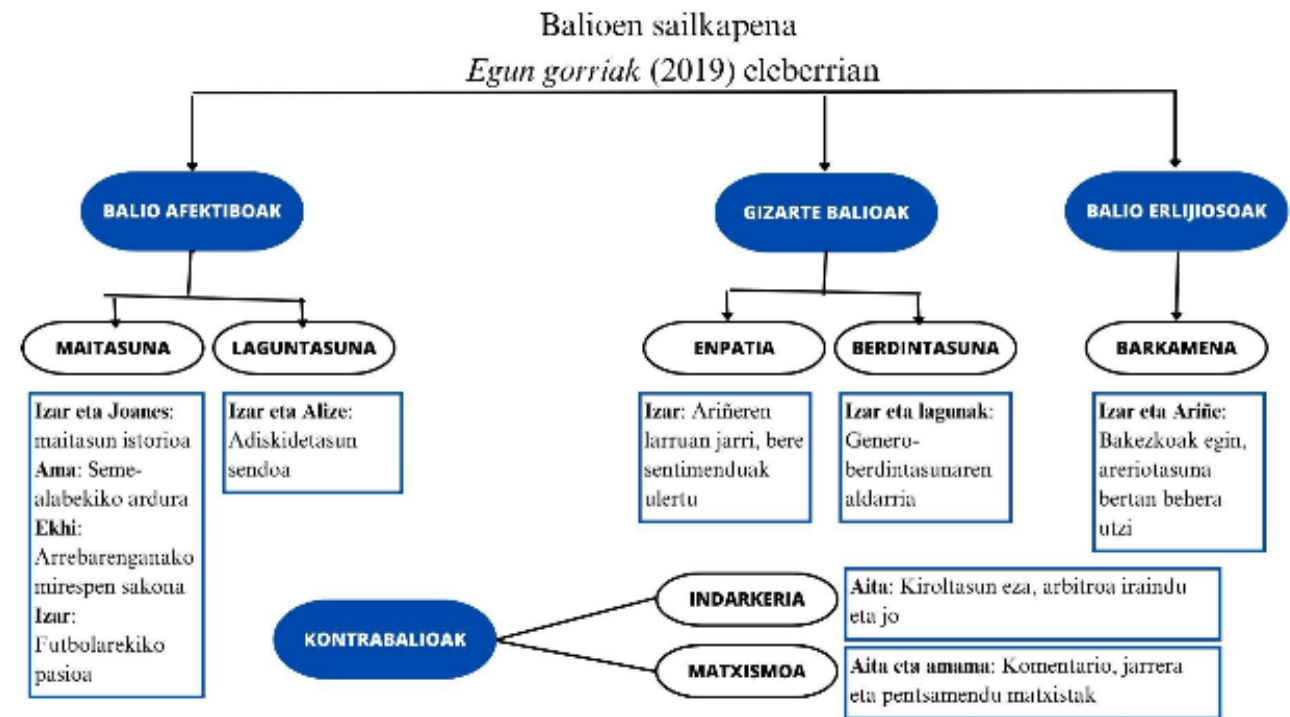 Balioen sailkapena
Egun gorriak (2019) eleberrian
BALIO AFEKTIBOAK
GIZARTE BALIOAK
BALIO ERLIJIOSOAK
MAITASUNA
LAGUNTASUNA
ENPATIA
BERDINTASUNA
BARKAMENA
Izar eta Joanes:
maitasun istorioa
Ama: Seme-
alabekiko ardura
Ekhi:
Arrebarenganako
mirespen sakona
Izar:
Futbolarekiko
pasioa
Izar eta Alize:
Adiskidetasun
sendoa
Izar: Ariñeren
larruan jarri, bere
sentimenduak
ulertu
Izar eta lagunak:
Genero-
berdintasunaren
aldarria
Izar eta Ariñe:
Bakezkoak egin,
areriotasuna
bertan behera
utzi
KONTRABALIOAK
INDARKERIA
Aita: Kiroltasun eza, arbitroa iraindu
eta jo
MATXISMOA
Aita eta amama: Komentario, jarrera
eta pentsamendu matxistak